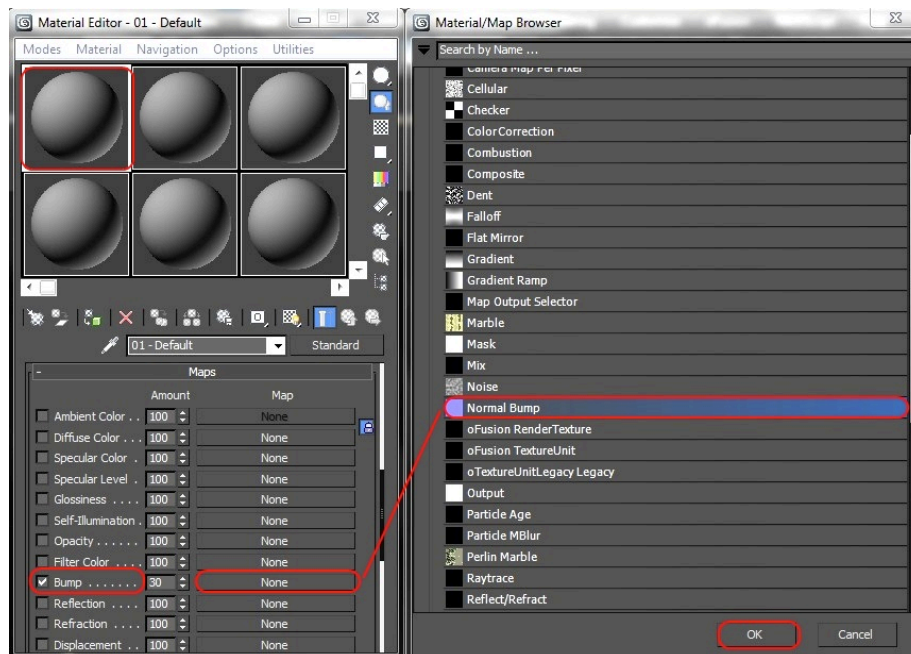 Material Editor - 01 - Default
Modes Material Navigation Options Utilities
01 - Default Standard
- Maps
Amount Map
Ambient Color . . 100 None
Diffuse Color . . . 100 None
Specular Color . 100 None
Specular Level . 100 None
Glossiness . . . . 100 None
Self-Illumination . 100 None
Opacity . . . . . . 100 None
Filter Color . . . . 100 None
Bump . . . . . . . 30 None
Reflection . . . . 100 None
Refraction . . . . 100 None
Displacement . . 100 None
Material/Map Browser
Search by Name ...
Camera Map Per Pixel
Cellular
Checker
ColorCorrection
Combustion
Composite
Dent
Falloff
Flat Mirror
Gradient
Gradient Ramp
Map Output Selector
Marble
Mask
Mix
Noise
Normal Bump
oFusion RenderTexture
oFusion TextureUnit
oTextureUnitLegacy Legacy
Output
Particle Age
Particle MBlur
Perlin Marble
Raytrace
Reflect/Refract
OK Cancel